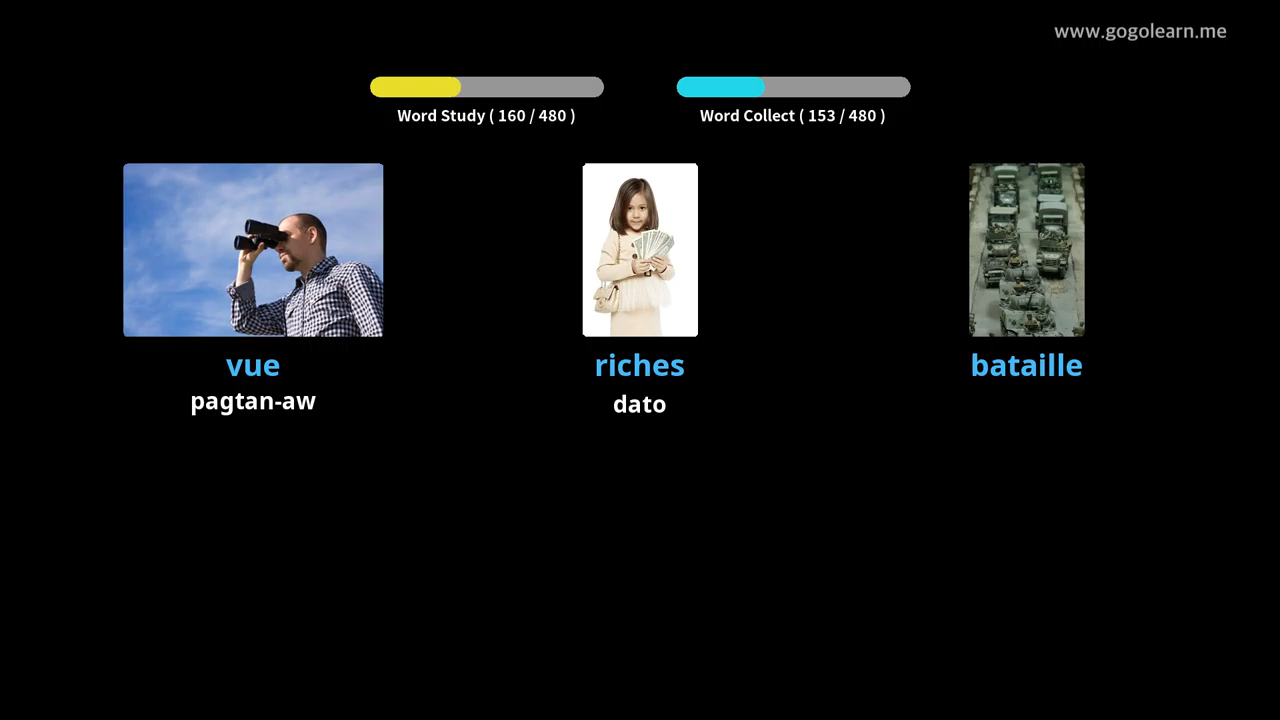 www.gogolearn.me
Word Study ( 160 / 480 )
Word Collect ( 153 / 480 )
vue
riches
bataille
pagtan-aw
dato